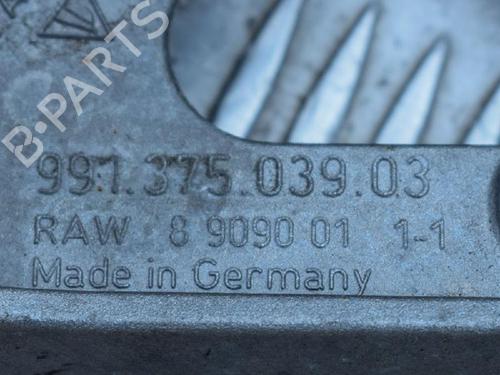 B-PARTS
991.375.039.03
RAW 8 9090 01 1-1
Made in Germany